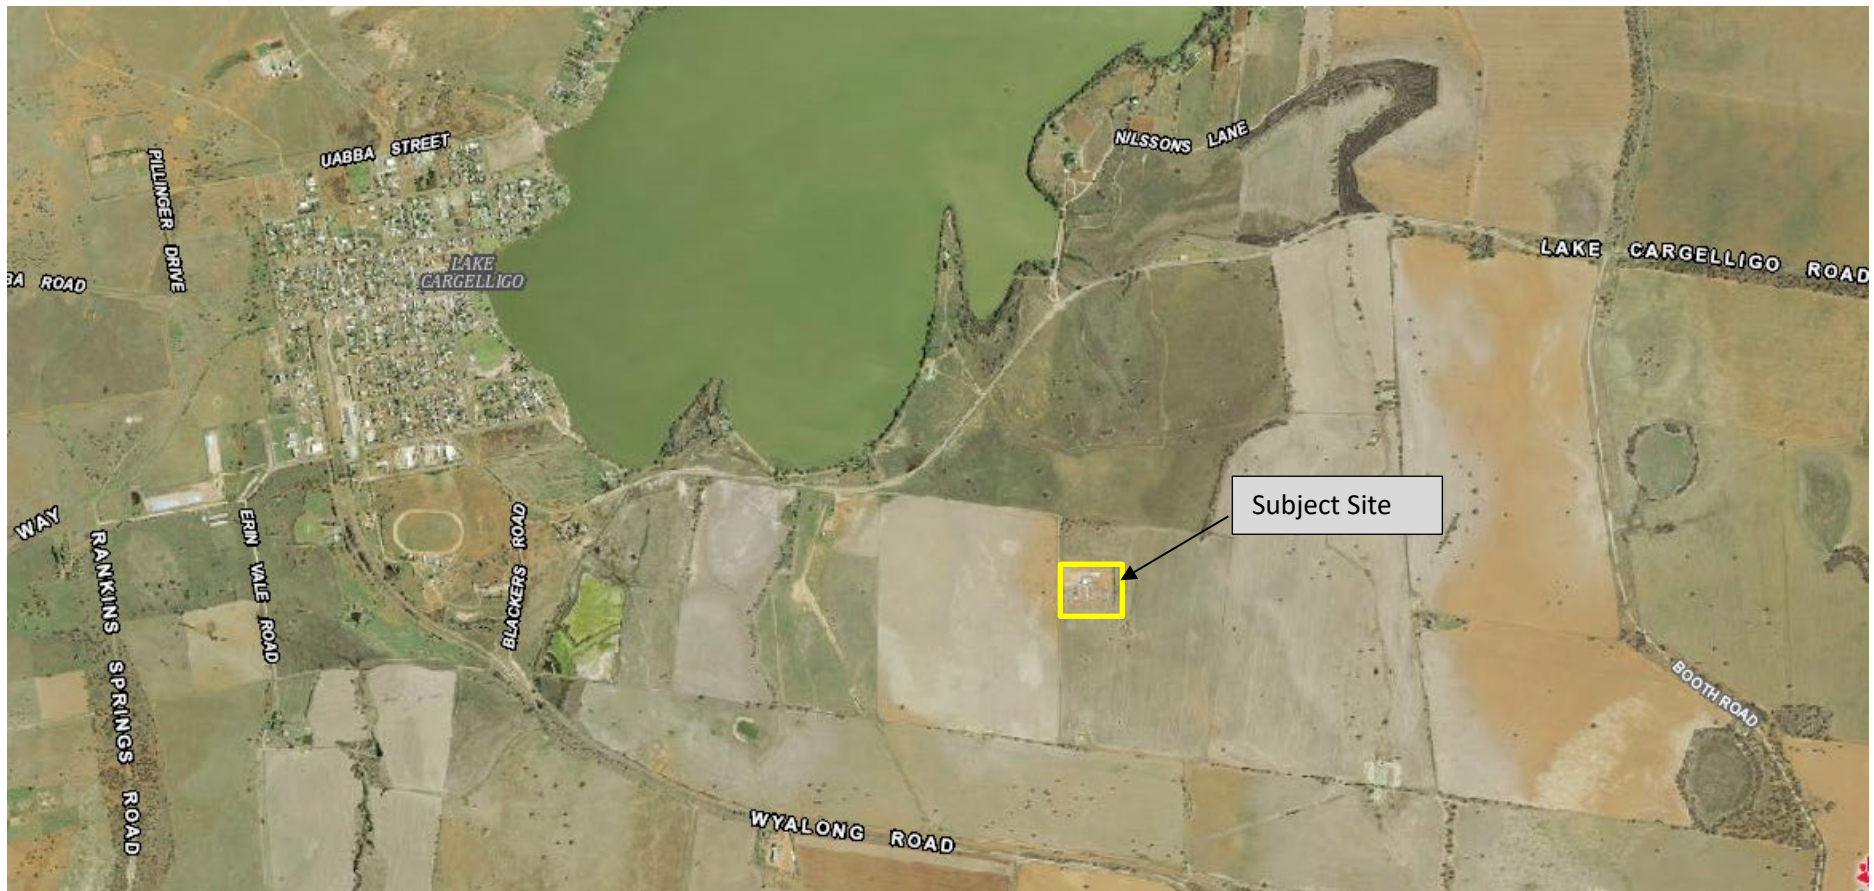 UABBA STREET
PILLINGER DRIVE
NILSSONS LANE
LAKE
CARGELLIGO
BA ROAD
LAKE CARGELLIGO ROAD
Subject Site
WAY
RANKINS SPRINGS ROAD
ERIN VALE ROAD
BLACKERS ROAD
BOOTH ROAD
WYALONG ROAD